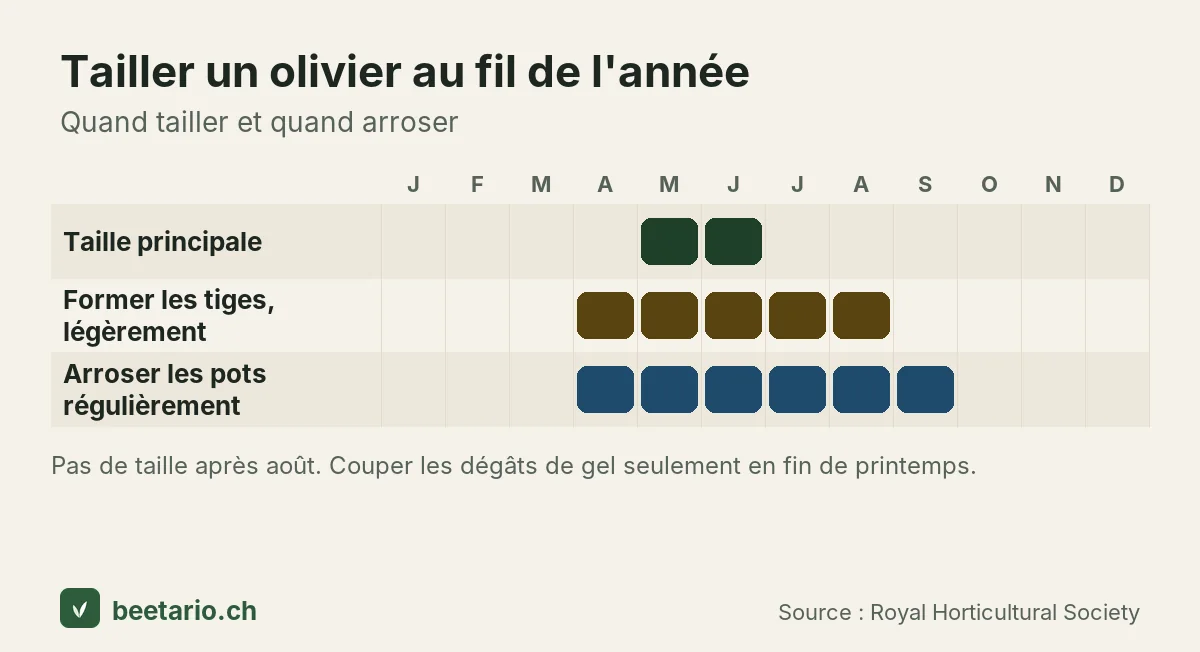 Tailler un olivier au fil de l'année
Quand tailler et quand arroser
J F M A M J J A S O N D
Taille principale
Former les tiges,
légèrement
Arroser les pots
régulièrement
Pas de taille après août. Couper les dégâts de gel seulement en fin de printemps.
beetario.ch
Source : Royal Horticultural Society